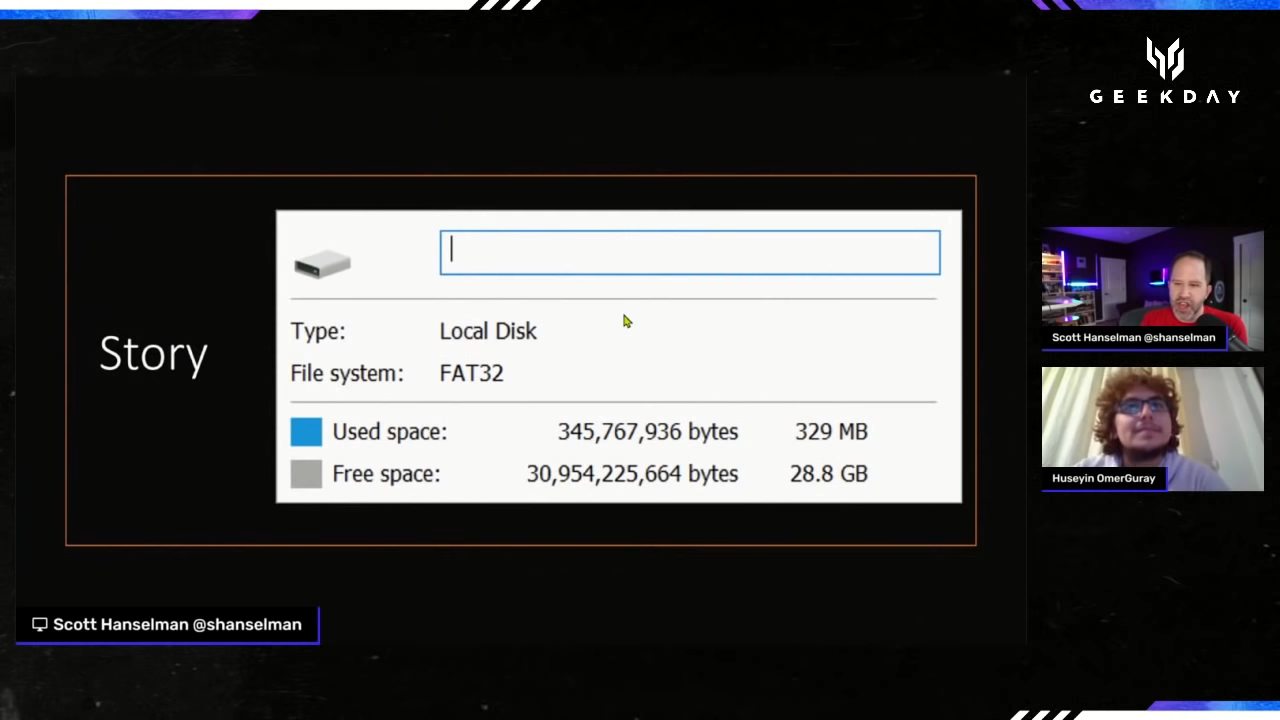 GEEKDAY
Story
Type: Local Disk
File system: FAT32
Used space: 345,767,936 bytes 329 MB
Free space: 30,954,225,664 bytes 28.8 GB
Scott Hanselman @shanselman
Huseyin OmerGuray
Scott Hanselman @shanselman